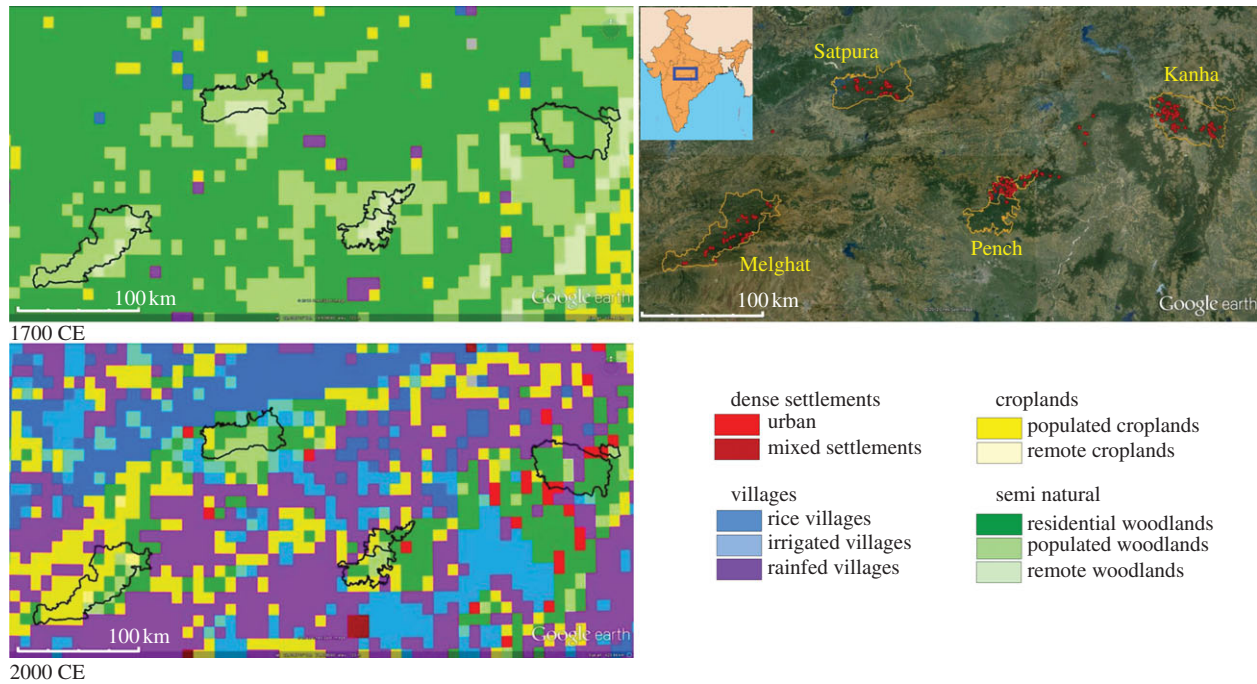 100 km
Google earth
1700 CE
Satpura
Kanha
Melghat
Pench
100 km
Google earth
100 km
Google earth
2000 CE
dense settlements
urban
mixed settlements
villages
rice villages
irrigated villages
rainfed villages
croplands
populated croplands
remote croplands
semi natural
residential woodlands
populated woodlands
remote woodlands